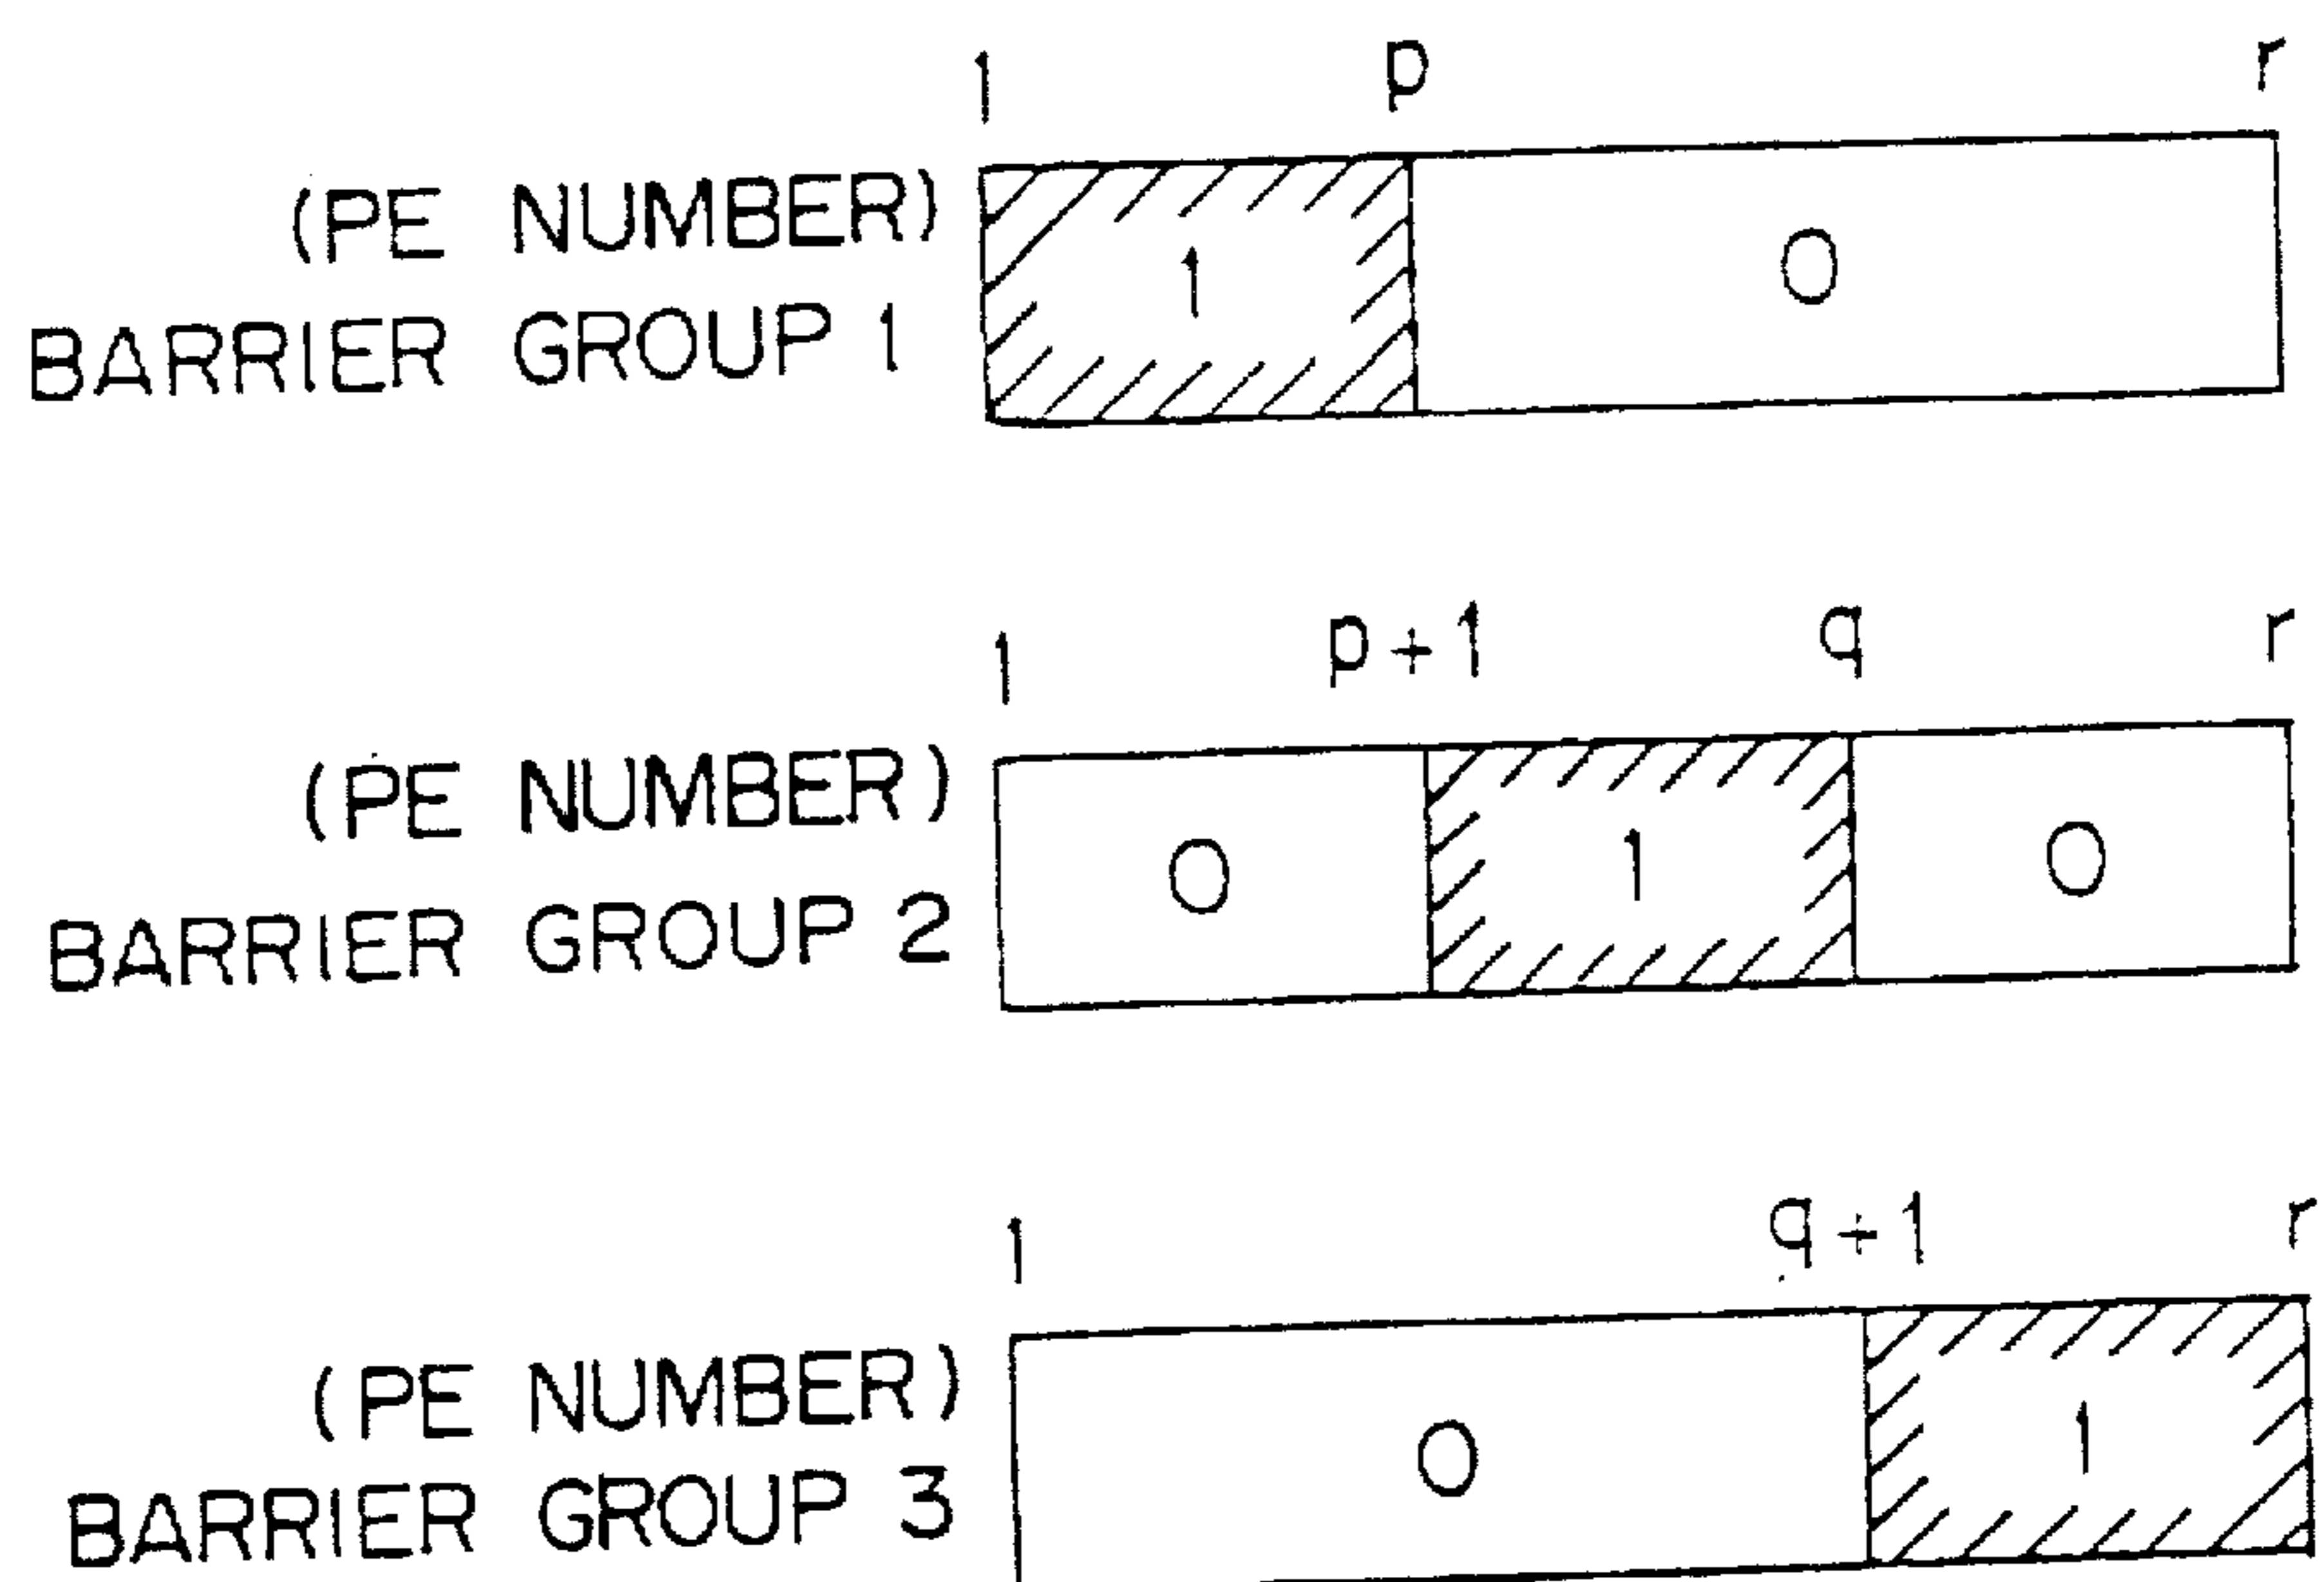 1 p r
(PE NUMBER)
1 0
BARRIER GROUP 1
1 p+1 q r
(PE NUMBER)
0 1 0
BARRIER GROUP 2
1 q+1 r
(PE NUMBER)
0 1
BARRIER GROUP 3